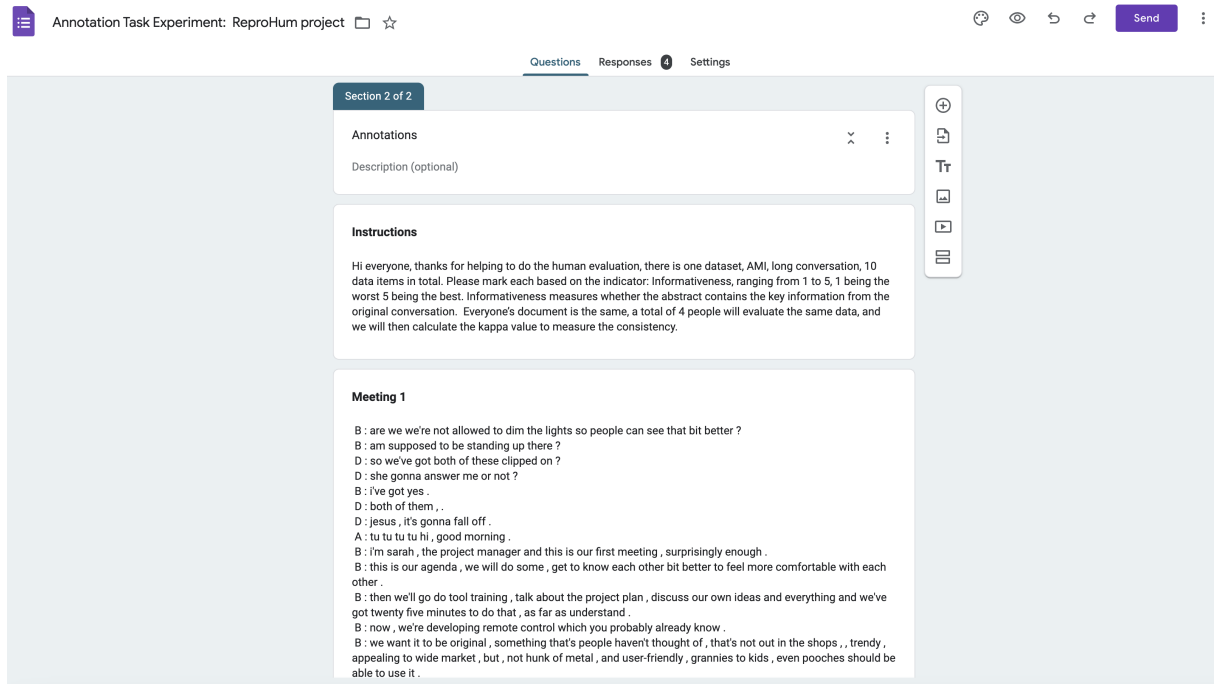 Annotation Task Experiment: ReproHum project
Send
Questions
Responses 4
Settings
Section 2 of 2
Annotations
Description (optional)
Instructions
Hi everyone, thanks for helping to do the human evaluation, there is one dataset, AMI, long conversation, 10
data items in total. Please mark each based on the indicator: Informativeness, ranging from 1 to 5, 1 being the
worst 5 being the best. Informativeness measures whether the abstract contains the key information from the
original conversation.  Everyone's document is the same, a total of 4 people will evaluate the same data, and
we will then calculate the kappa value to measure the consistency.
Meeting 1
B : are we we're not allowed to dim the lights so people can see that bit better ?
B : am supposed to be standing up there ?
D : so we've got both of these clipped on ?
D : she gonna answer me or not ?
B : i've got yes .
D : both of them , .
D : jesus , it's gonna fall off .
A : tu tu tu tu hi , good morning .
B : i'm sarah , the project manager and this is our first meeting , surprisingly enough .
B : this is our agenda , we will do some , get to know each other bit better to feel more comfortable with each
other .
B : then we'll go do tool training , talk about the project plan , discuss our own ideas and everything and we've
got twenty five minutes to do that , as far as understand .
B : now , we're developing remote control which you probably already know .
B : we want it to be original , something that's people haven't thought of , that's not out in the shops , , trendy ,
appealing to wide market , but , not hunk of metal , and user-friendly , grannies to kids , even pooches should be
able to use it .
Tт